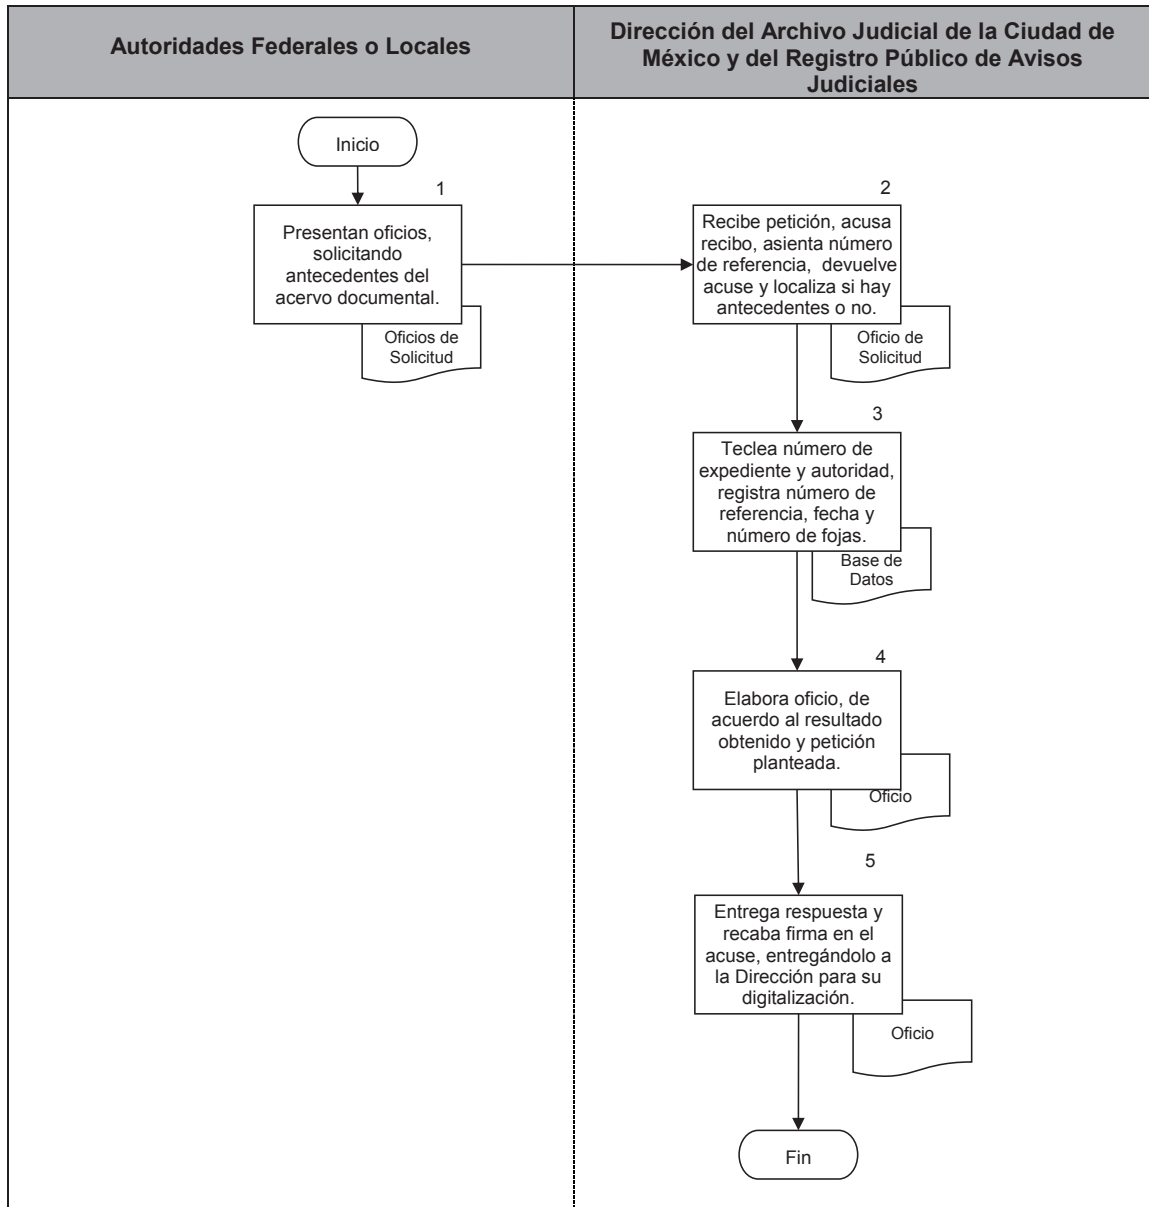 Autoridades Federales o Locales
Dirección del Archivo Judicial de la Ciudad de
México y del Registro Público de Avisos
Judiciales
Inicio
1
Presentan oficios,
solicitando
antecedentes del
acervo documental.
Oficios de
Solicitud
2
Recibe petición, acusa
recibo, asienta número
de referencia, devuelve
acuse y localiza si hay
antecedentes o no.
Oficio de
Solicitud
3
Teclea número de
expediente y autoridad,
registra número de
referencia, fecha y
número de fojas.
Base de
Datos
4
Elabora oficio, de
acuerdo al resultado
obtenido y petición
planteada.
Oficio
5
Entrega respuesta y
recaba firma en el
acuse, entregándolo a
la Dirección para su
digitalización.
Oficio
Fin